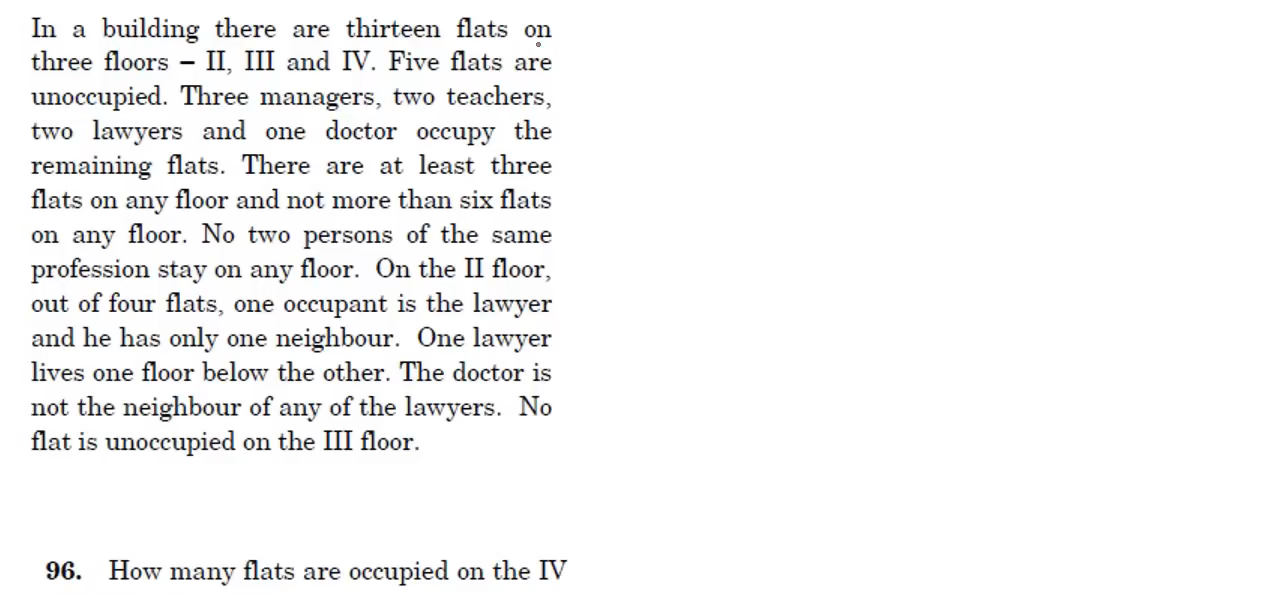 In a building there are thirteen flats on
three floors – II, III and IV. Five flats are
unoccupied. Three managers, two teachers,
two lawyers and one doctor occupy the
remaining flats. There are at least three
flats on any floor and not more than six flats
on any floor. No two persons of the same
profession stay on any floor. On the II floor,
out of four flats, one occupant is the lawyer
and he has only one neighbour. One lawyer
lives one floor below the other. The doctor is
not the neighbour of any of the lawyers. No
flat is unoccupied on the III floor.
96. How many flats are occupied on the IV